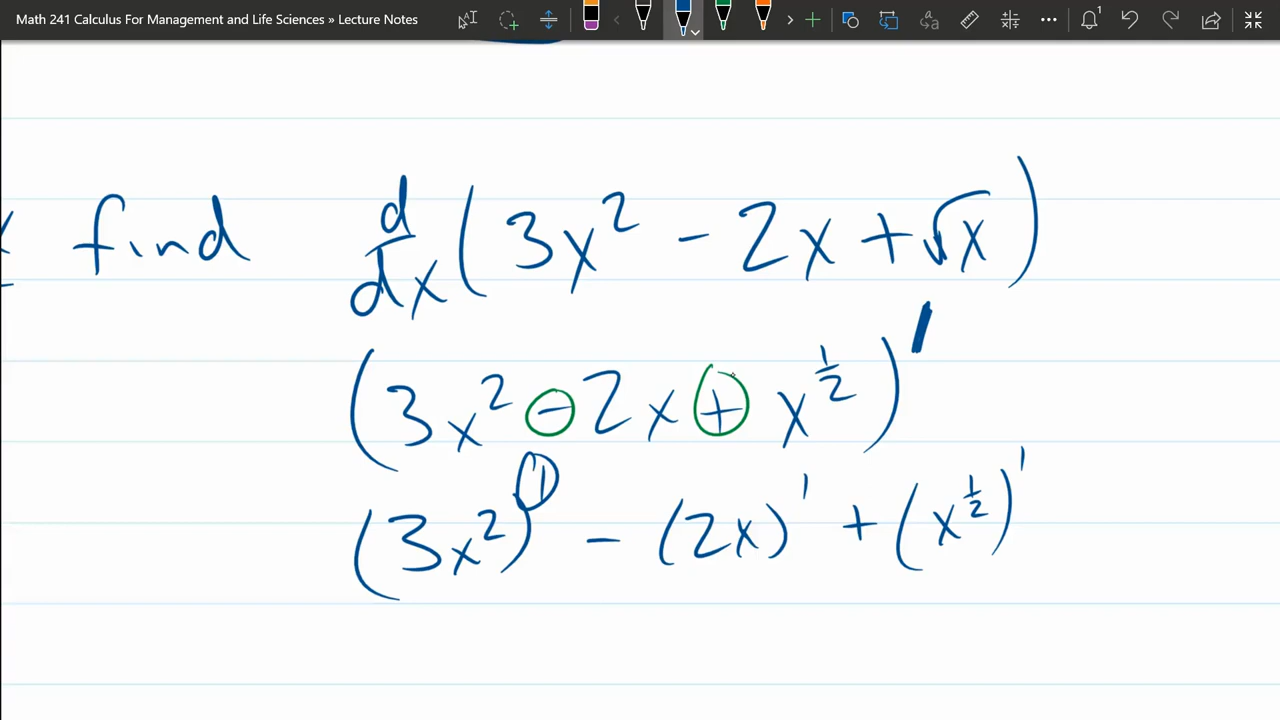 Math 241 Calculus For Management and Life Sciences » Lecture Notes
find d/dx (3x² - 2x + √x)
(3x² - 2x + x^½)'
(3x²)' - (2x)' + (x^½)'